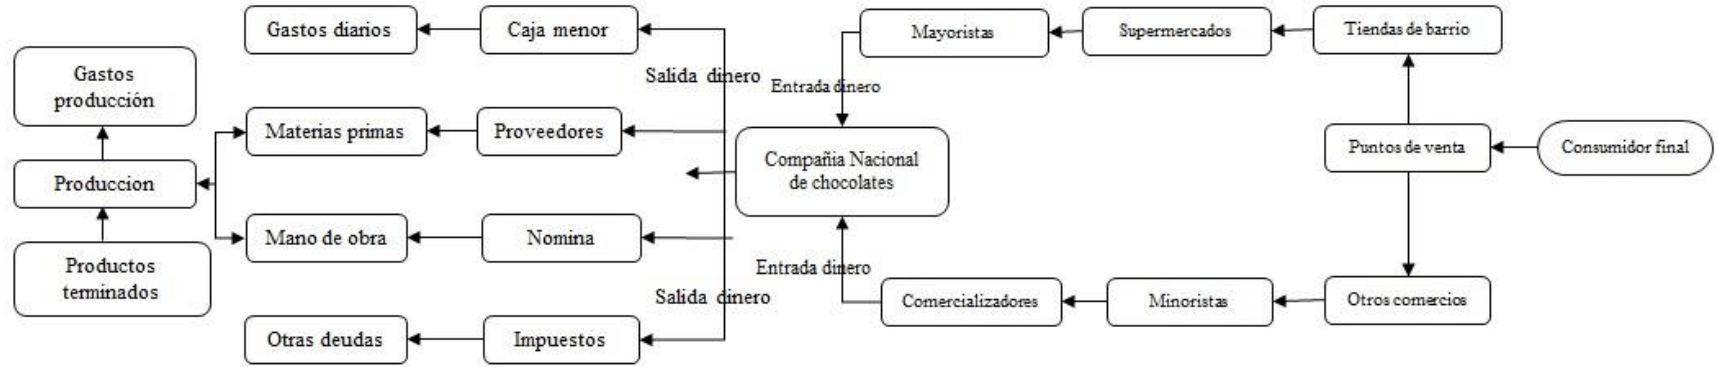 Gastos diarios
Caja menor
Mayoristas
Supermercados
Tiendas de barrio
Gastos
producción
Salida dinero
Entrada dinero
Materias primas
Proveedores
Compañia Nacional
de chocolates
Puntos de venta
Consumidor final
Produccion
Mano de obra
Nomina
Productos
terminados
Entrada dinero
Salida dinero
Comercializadores
Minoristas
Otros comercios
Otras deudas
Impuestos